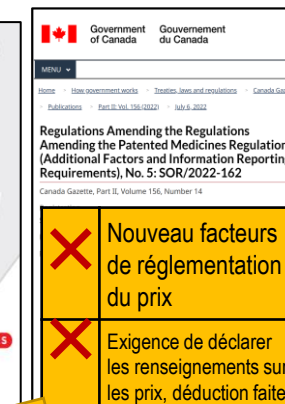 Government of Canada
Gouvernement du Canada
MENU
Home How government works Treaties, laws and regulations Canada Gaz
Publications Part II: Vol. 156 (2022) July 6, 2022
Regulations Amending the Regulations
Amending the Patented Medicines Regulation
(Additional Factors and Information Reporting
Requirements), No. 5: SOR/2022-162
Canada Gazette, Part II, Volume 156, Number 14
Nouveau facteurs
de réglementation
du prix
Exigence de déclarer
les renseignements sur
les prix, déduction faite
S